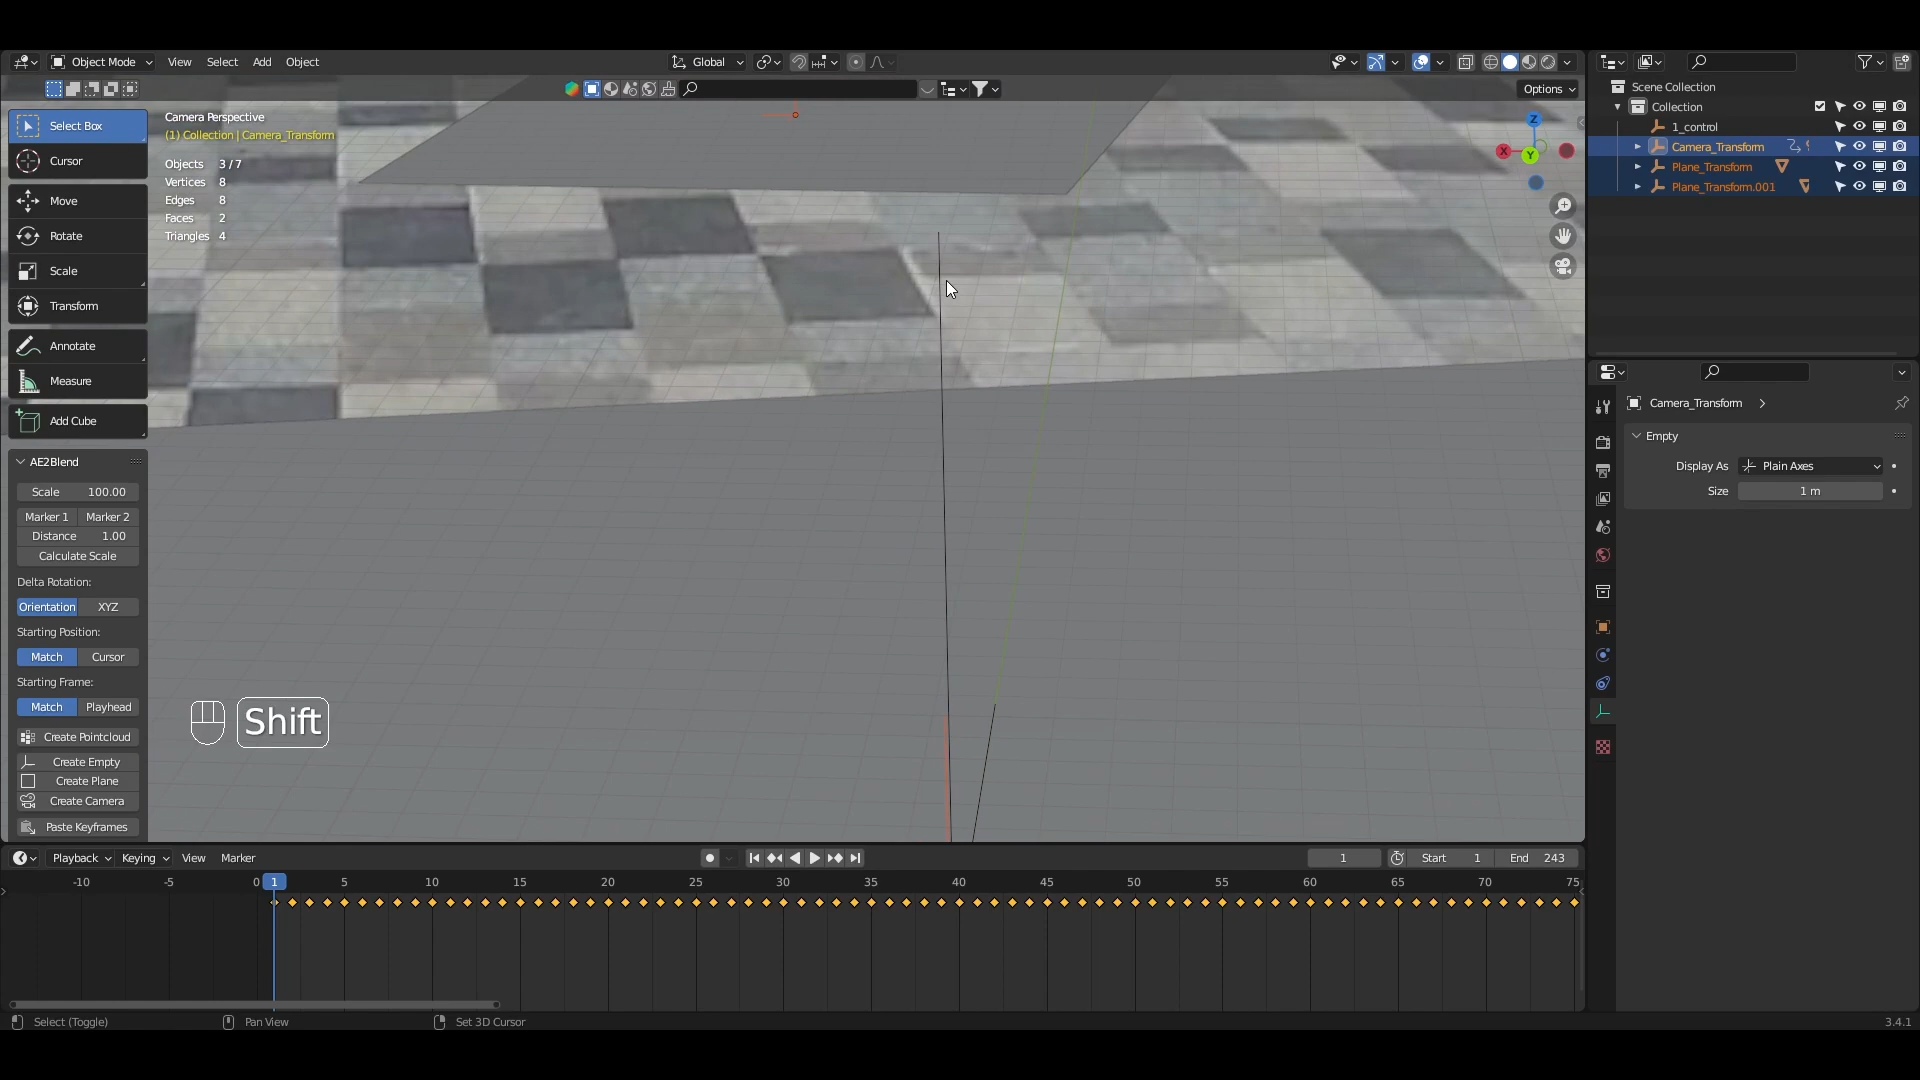 Object Mode View Select Add Object Global
Options
Select Box
Cursor
Move
Rotate
Scale
Transform
Annotate
Measure
Add Cube
Camera Perspective
(1) Collection | Camera_Transform
Objects 3 / 7
Vertices 8
Edges 8
Faces 2
Triangles 4
Z
X
Y
AE2Blend
Scale 100.00
Marker 1 Marker 2
Distance 1.00
Calculate Scale
Delta Rotation:
Orientation XYZ
Starting Position:
Match Cursor
Starting Frame:
Match Playhead
Create Pointcloud
Create Empty
Create Plane
Create Camera
Paste Keyframes
Shift
Scene Collection
Collection
1_control
Camera_Transform
Plane_Transform
Plane_Transform.001
Camera_Transform
Empty
Display As Plain Axes
Size 1 m
Playback Keying View Marker
1 Start 1 End 243
-10 -5 0 1 5 10 15 20 25 30 35 40 45 50 55 60 65 70 75
Select (Toggle) Pan View Set 3D Cursor 3.4.1